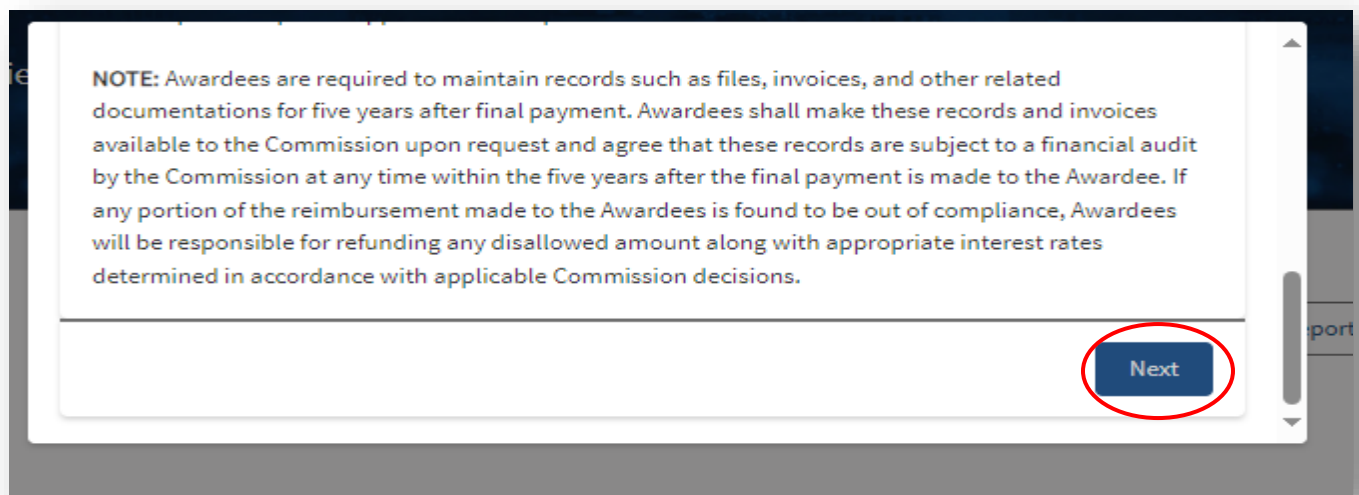 NOTE: Awardees are required to maintain records such as files, invoices, and other related
documentations for five years after final payment. Awardees shall make these records and invoices
available to the Commission upon request and agree that these records are subject to a financial audit
by the Commission at any time within the five years after the final payment is made to the Awardee. If
any portion of the reimbursement made to the Awardees is found to be out of compliance, Awardees
will be responsible for refunding any disallowed amount along with appropriate interest rates
determined in accordance with applicable Commission decisions.
Next